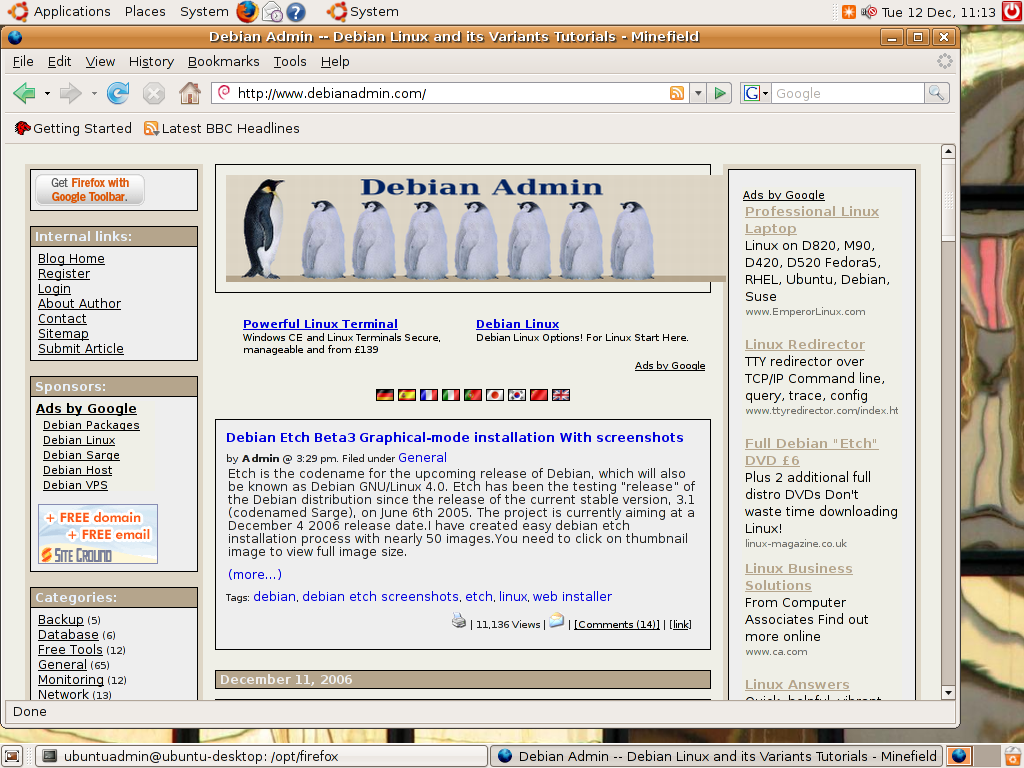 Applications Places System System Tue 12 Dec, 11:13
Debian Admin -- Debian Linux and its Variants Tutorials - Minefield
File Edit View History Bookmarks Tools Help
http://www.debianadmin.com/ G Google
Getting Started Latest BBC Headlines
Get Firefox with
Google Toolbar.
Internal links:
Blog Home
Register
Login
About Author
Contact
Sitemap
Submit Article
Sponsors:
Ads by Google
Debian Packages
Debian Linux
Debian Sarge
Debian Host
Debian VPS
+ FREE domain
+ FREE email
SITE GROUND
Categories:
Backup (5)
Database (6)
Free Tools (12)
General (65)
Monitoring (12)
Network (13)
Debian Admin
Powerful Linux Terminal
Windows CE and Linux Terminals Secure,
manageable and from £139
Debian Linux
Debian Linux Options! For Linux Start Here.
Ads by Google
Debian Etch Beta3 Graphical-mode installation With screenshots
by Admin @ 3:29 pm. Filed under General
Etch is the codename for the upcoming release of Debian, which will also
be known as Debian GNU/Linux 4.0. Etch has been the testing "release" of
the Debian distribution since the release of the current stable version, 3.1
(codenamed Sarge), on June 6th 2005. The project is currently aiming at a
December 4 2006 release date.I have created easy debian etch
installation process with nearly 50 images.You need to click on thumbnail
image to view full image size.
(more...)
Tags: debian, debian etch screenshots, etch, linux, web installer
| 11,136 Views | | [Comments (14)] | [link]
December 11, 2006
Ads by Google
Professional Linux
Laptop
Linux on D820, M90,
D420, D520 Fedora5,
RHEL, Ubuntu, Debian,
Suse
www.EmperorLinux.com
Linux Redirector
TTY redirector over
TCP/IP Command line,
query, trace, config
www.ttyredirector.com/index.ht
Full Debian "Etch"
DVD £6
Plus 2 additional full
distro DVDs Don't
waste time downloading
Linux!
linux-magazine.co.uk
Linux Business
Solutions
From Computer
Associates Find out
more online
www.ca.com
Linux Answers
Quick, helpful, vibrant
Done
ubuntuadmin@ubuntu-desktop: /opt/firefox Debian Admin -- Debian Linux and its Variants Tutorials - Minefield